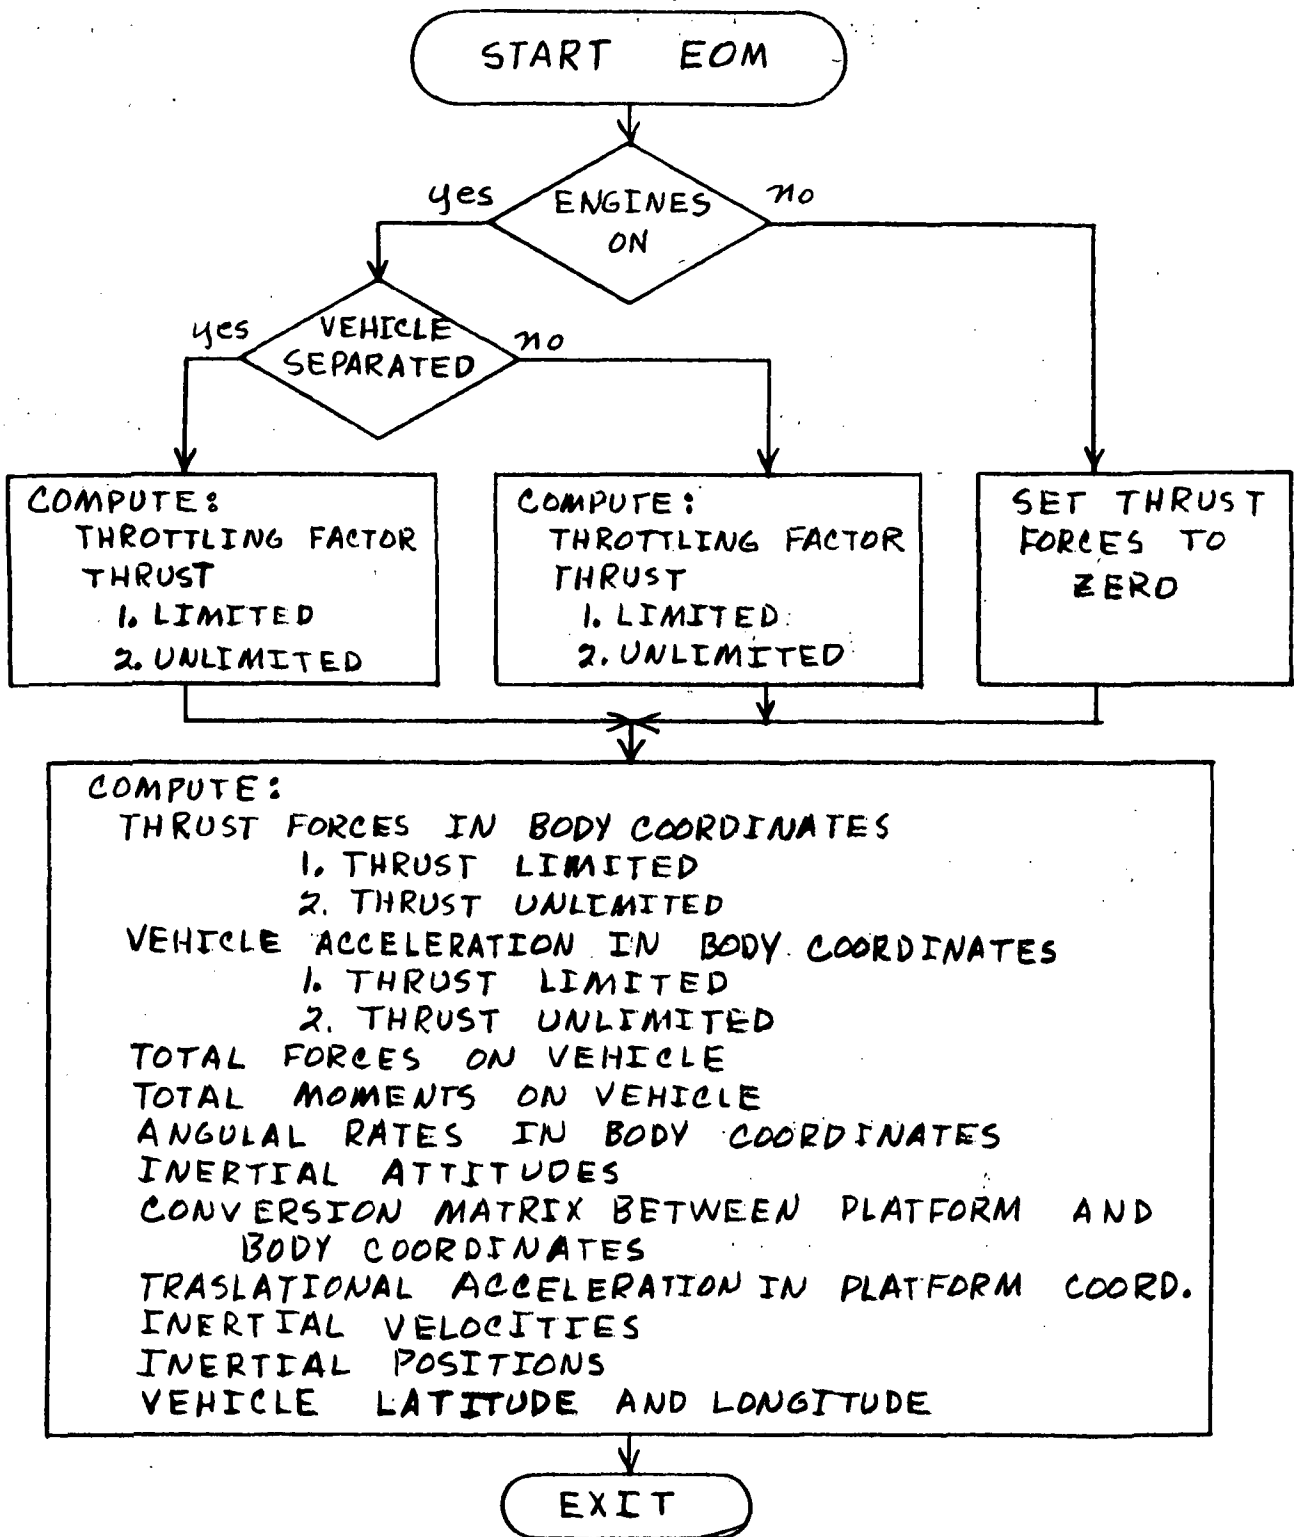 START EOM
ENGINES
ON
yes
no
VEHICLE
SEPARATED
yes
no
COMPUTE:
THROTTLING FACTOR
THRUST
1. LIMITED
2. UNLIMITED
COMPUTE:
THROTTLING FACTOR
THRUST
1. LIMITED
2. UNLIMITED
SET THRUST
FORCES TO
ZERO
COMPUTE:
THRUST FORCES IN BODY COORDINATES
1. THRUST LIMITED
2. THRUST UNLIMITED
VEHICLE ACCELERATION IN BODY COORDINATES
1. THRUST LIMITED
2. THRUST UNLIMITED
TOTAL FORCES ON VEHICLE
TOTAL MOMENTS ON VEHICLE
ANGULAL RATES IN BODY COORDINATES
INERTIAL ATTITUDES
CONVERSION MATRIX BETWEEN PLATFORM AND
BODY COORDINATES
TRASLATIONAL ACCELERATION IN PLATFORM COORD.
INERTIAL VELOCITIES
INERTIAL POSITIONS
VEHICLE LATITUDE AND LONGITUDE
EXIT